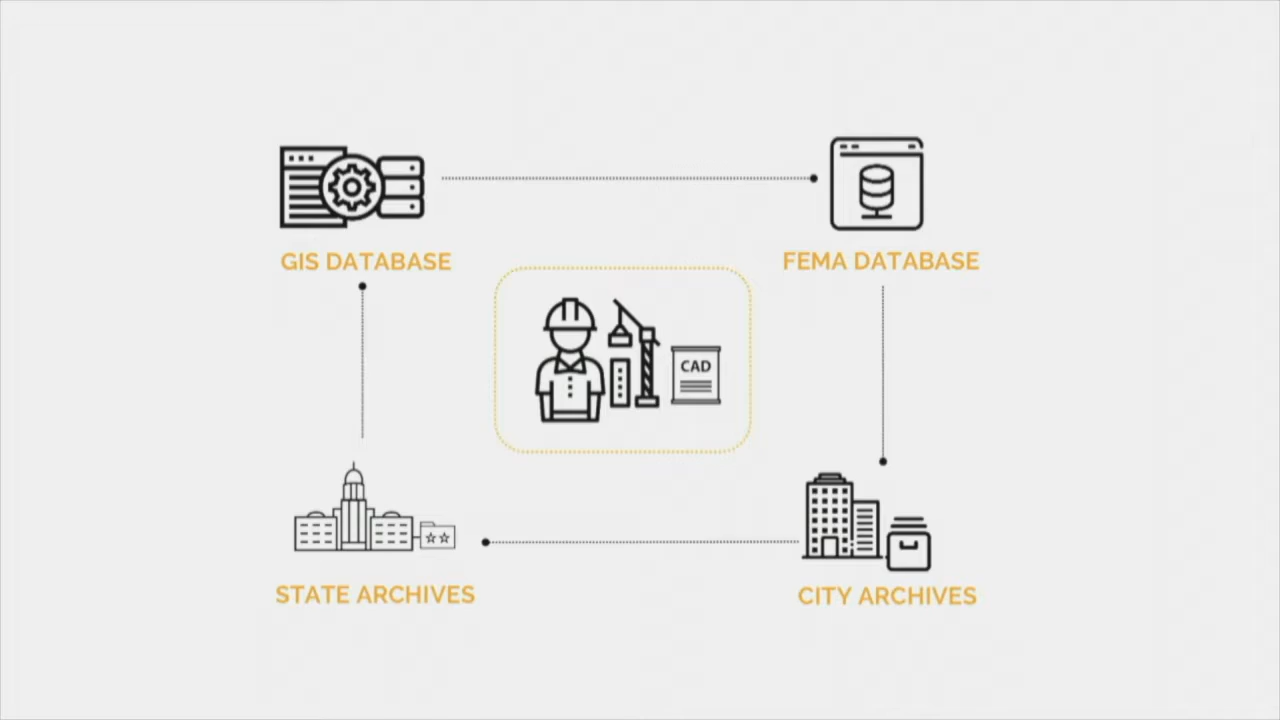 GIS DATABASE
FEMA DATABASE
CAD
STATE ARCHIVES
CITY ARCHIVES